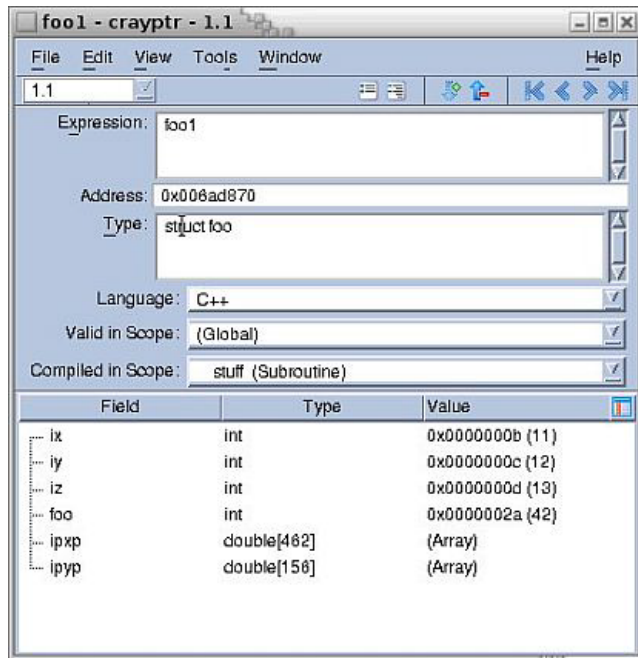 foo1 - crayptr - 1.1
File Edit View Tools Window Help
1.1
Expression: foo1
Address: 0x006ad870
Type: struct foo
Language: C++
Valid in Scope: (Global)
Compiled in Scope: stuff (Subroutine)
Field Type Value
ix int 0x0000000b (11)
iy int 0x0000000c (12)
iz int 0x0000000d (13)
foo int 0x0000002a (42)
ipxp double[462] (Array)
ipyp double[156] (Array)